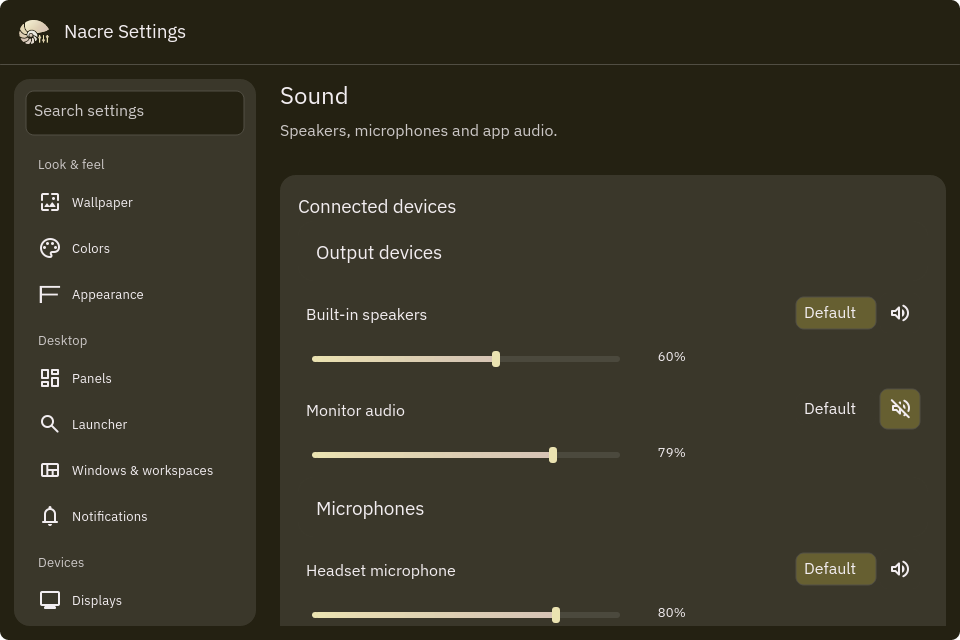 Nacre Settings
Search settings
Look & feel
Wallpaper
Colors
Appearance
Desktop
Panels
Launcher
Windows & workspaces
Notifications
Devices
Displays
Sound
Speakers, microphones and app audio.
Connected devices
Output devices
Built-in speakers
Default
60%
Monitor audio
Default
79%
Microphones
Headset microphone
Default
80%